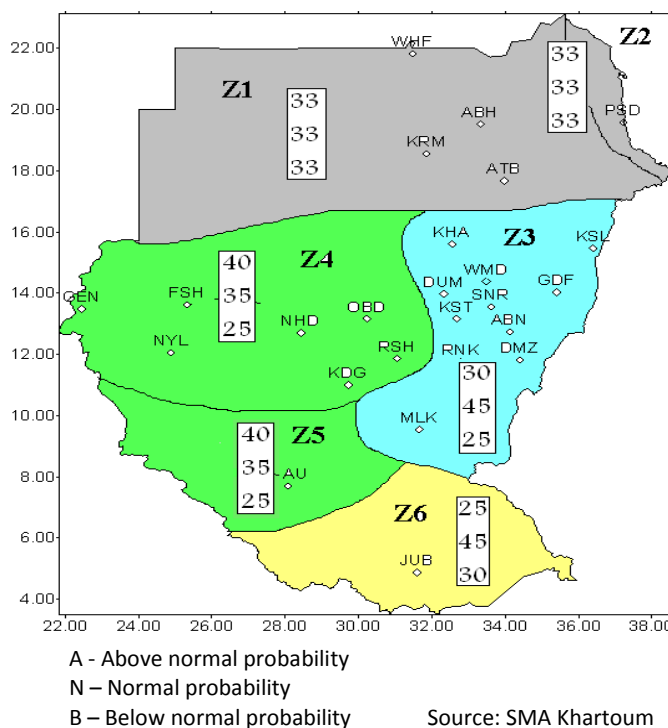 22.00
WHF
Z2
33
33
33
Z1
20.00
33
33
33
ABH
PSD
KRM
18.00
ATB
16.00
KHA
Z3
KSL
Z4
40
35
25
WMD
14.00
GEN
FSH
DUM
SNR
GDF
OBD
KST
NHD
ABN
12.00
NYL
RSH
RNK
DMZ
KDG
30
45
25
10.00
MLK
Z5
40
35
25
8.00
AU
6.00
Z6
25
45
30
JUB
4.00
22.00 24.00 26.00 28.00 30.00 32.00 34.00 36.00 38.00
A - Above normal probability
N – Normal probability
B – Below normal probability Source: SMA Khartoum